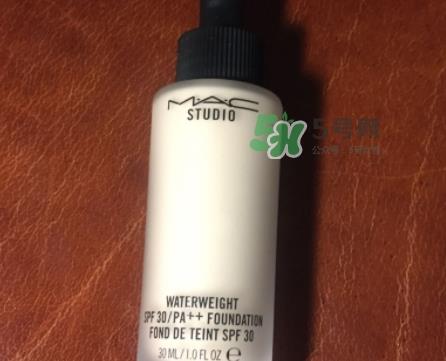 M·A·C
STUDIO
5号网
WATERWEIGHT
SPF 30/PA++ FOUNDATION
FOND DE TEINT SPF 30
30 ML/1.0 FL OZ ℮